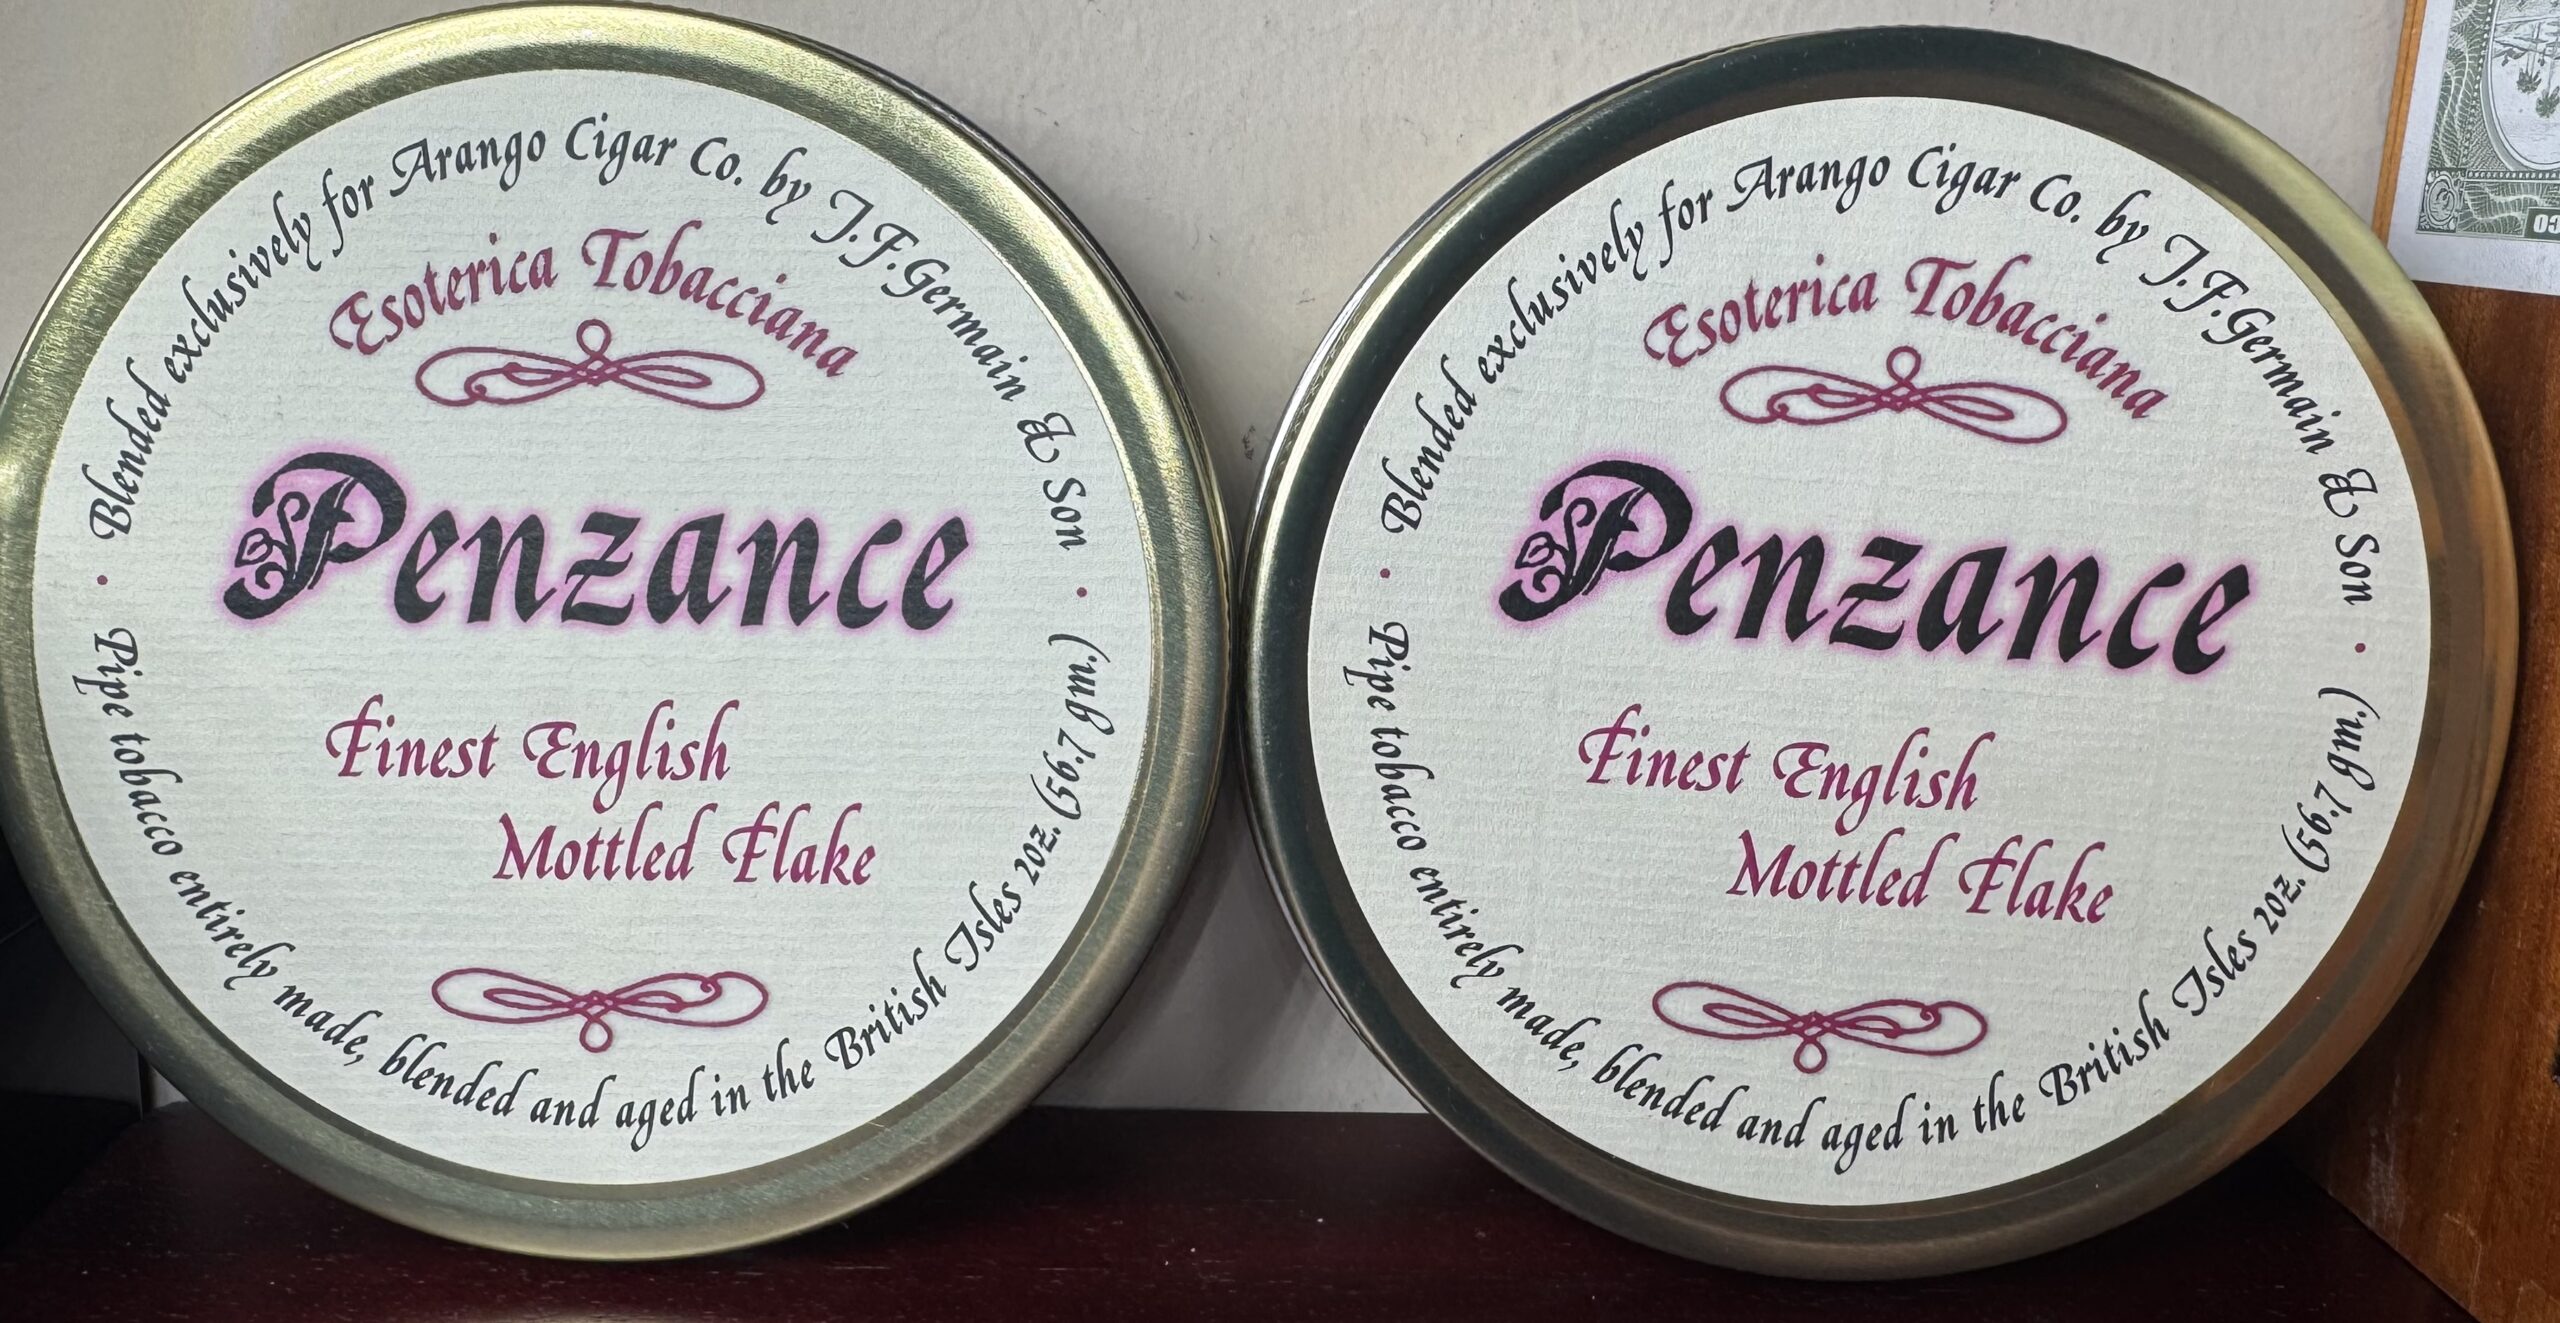 Blended exclusively for Arango Cigar Co. by J.F.Germain & Son
Esoterica Tobacciana
Penzance
Finest English
Mottled Flake
Pipe tobacco entirely made, blended and aged in the British Isles 2oz. (56.7 gm.)
Blended exclusively for Arango Cigar Co. by J.F.Germain & Son
Esoterica Tobacciana
Penzance
Finest English
Mottled Flake
Pipe tobacco entirely made, blended and aged in the British Isles 2oz. (56.7 gm.)